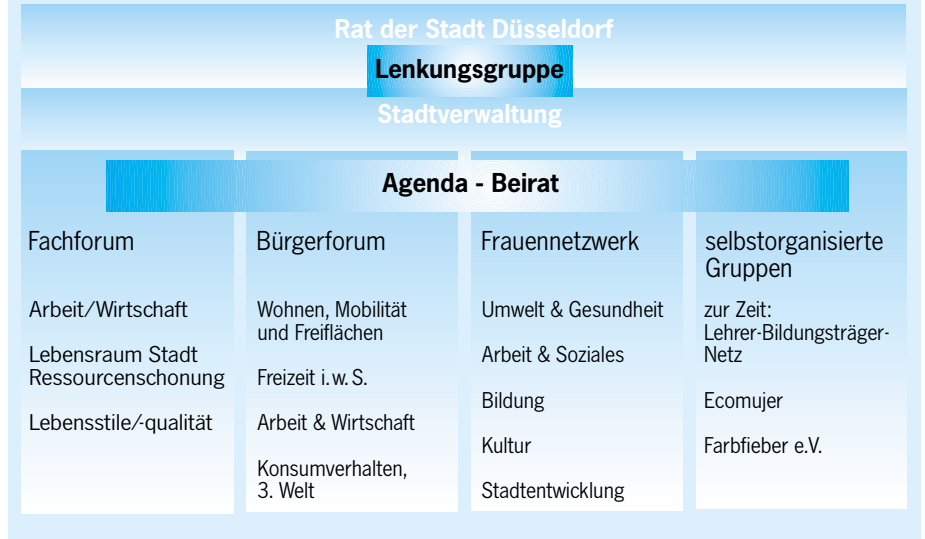 Rat der Stadt Düsseldorf
Lenkungsgruppe
Stadtverwaltung
Agenda - Beirat
Fachforum
Arbeit/Wirtschaft
Lebensraum Stadt
Ressourcenschonung
Lebensstile/-qualität
Bürgerforum
Wohnen, Mobilität
und Freiflächen
Freizeit i.w.S.
Arbeit & Wirtschaft
Konsumverhalten,
3. Welt
Frauennetzwerk
Umwelt & Gesundheit
Arbeit & Soziales
Bildung
Kultur
Stadtentwicklung
selbstorganisierte
Gruppen
zur Zeit:
Lehrer-Bildungsträger-
Netz
Ecomujer
Farbfieber e.V.